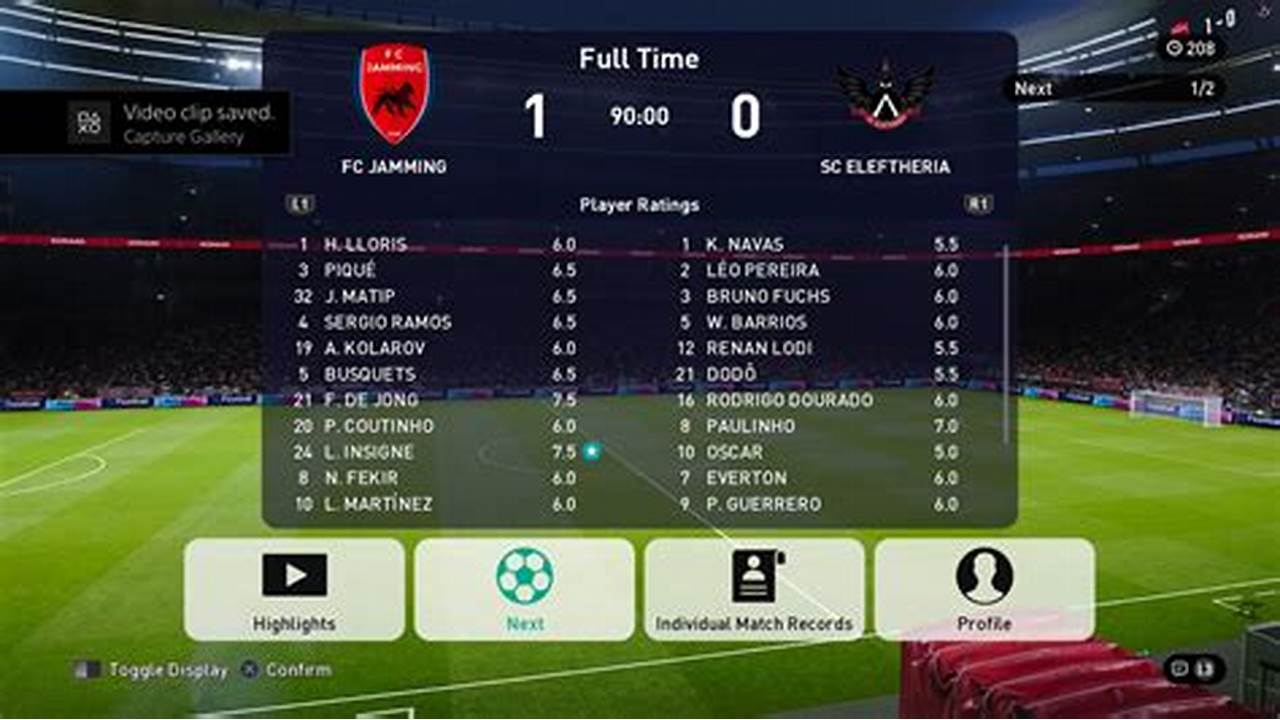 Full Time
1-0
208
Next 1/2
Video clip saved.
Capture Gallery
FC
JAMMING
1 90:00 0
FC JAMMING SC ELEFTHERIA
L1 Player Ratings R1
1 H. LLORIS 6.0 1 K. NAVAS 5.5
3 PIQUÉ 6.5 2 LÉO PEREIRA 6.0
32 J. MATIP 6.5 3 BRUNO FUCHS 6.0
4 SERGIO RAMOS 6.5 5 W. BARRIOS 6.0
19 A. KOLAROV 6.0 12 RENAN LODI 5.5
5 BUSQUETS 6.5 21 DODÔ 5.5
21 F. DE JONG 7.5 16 RODRIGO DOURADO 6.0
20 P. COUTINHO 6.0 8 PAULINHO 7.0
24 L. INSIGNE 7.5 10 OSCAR 5.0
8 N. FEKIR 6.0 7 EVERTON 6.0
10 L. MARTÍNEZ 6.0 9 P. GUERRERO 6.0
Highlights Next Individual Match Records Profile
Toggle Display Confirm
L3